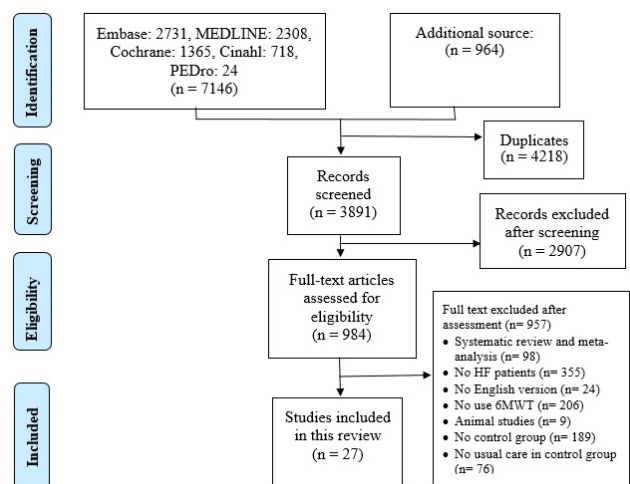 Identification
Embase: 2731, MEDLINE: 2308,
Cochrane: 1365, Cinahl: 718,
PEDro: 24
(n = 7146)
Additional source:
(n = 964)
Duplicates
(n = 4218)
Screening
Records
screened
(n = 3891)
Records excluded
after screening
(n = 2907)
Eligibility
Full-text articles
assessed for
eligibility
(n = 984)
Full text excluded after
assessment (n= 957)
• Systematic review and meta-
analysis (n= 98)
• No HF patients (n= 355)
• No English version (n= 24)
• No use 6MWT (n= 206)
• Animal studies (n= 9)
• No control group (n= 189)
• No usual care in control group
(n= 76)
Included
Studies included
in this review
(n = 27)